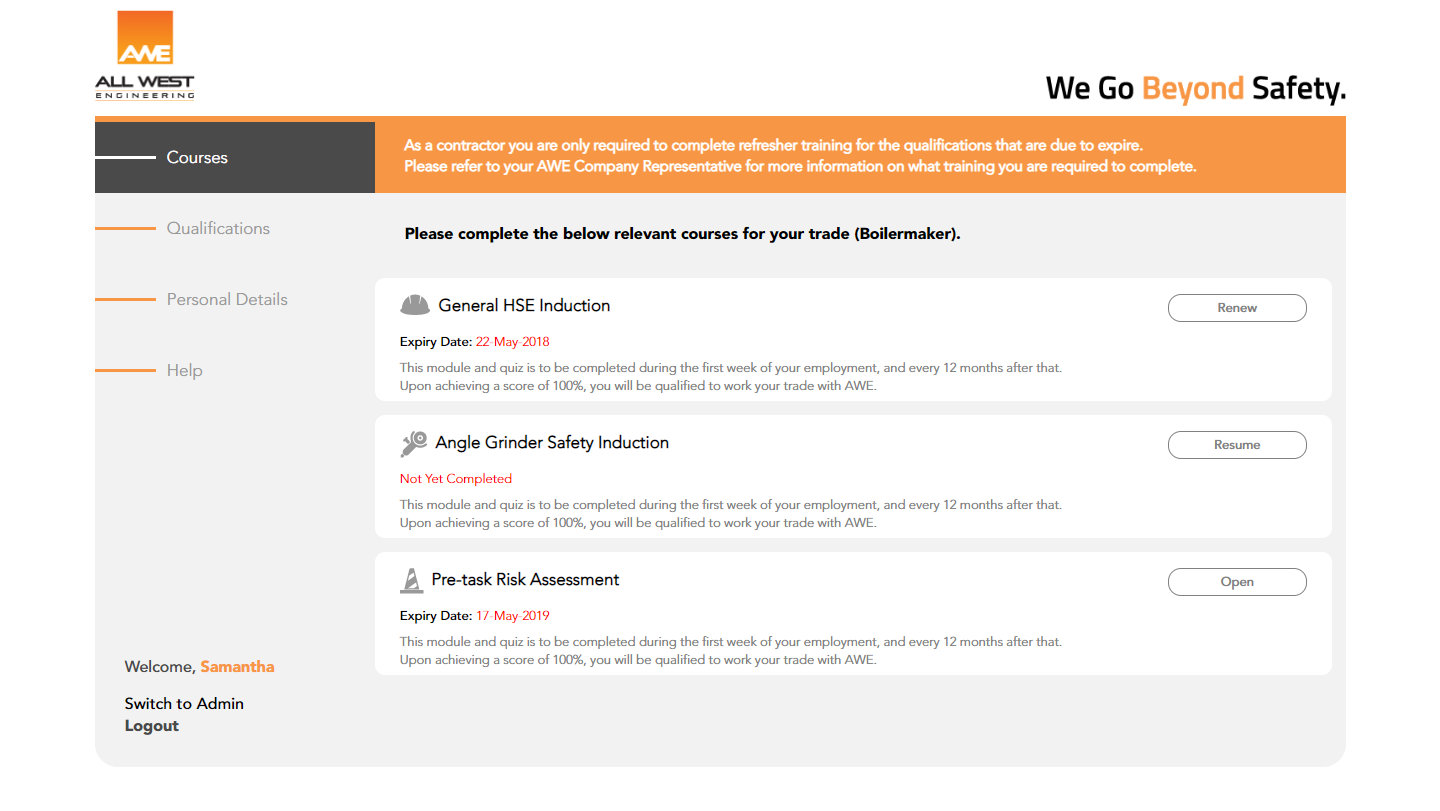 AWE
ALL WEST
ENGINEERING
We Go Beyond Safety.
Courses
As a contractor you are only required to complete refresher training for the qualifications that are due to expire.
Please refer to your AWE Company Representative for more information on what training you are required to complete.
Qualifications
Personal Details
Help
Please complete the below relevant courses for your trade (Boilermaker).
General HSE Induction
Renew
Expiry Date: 22-May-2018
This module and quiz is to be completed during the first week of your employment, and every 12 months after that.
Upon achieving a score of 100%, you will be qualified to work your trade with AWE.
Angle Grinder Safety Induction
Resume
Not Yet Completed
This module and quiz is to be completed during the first week of your employment, and every 12 months after that.
Upon achieving a score of 100%, you will be qualified to work your trade with AWE.
Pre-task Risk Assessment
Open
Expiry Date: 17-May-2019
This module and quiz is to be completed during the first week of your employment, and every 12 months after that.
Upon achieving a score of 100%, you will be qualified to work your trade with AWE.
Welcome, Samantha
Switch to Admin
Logout